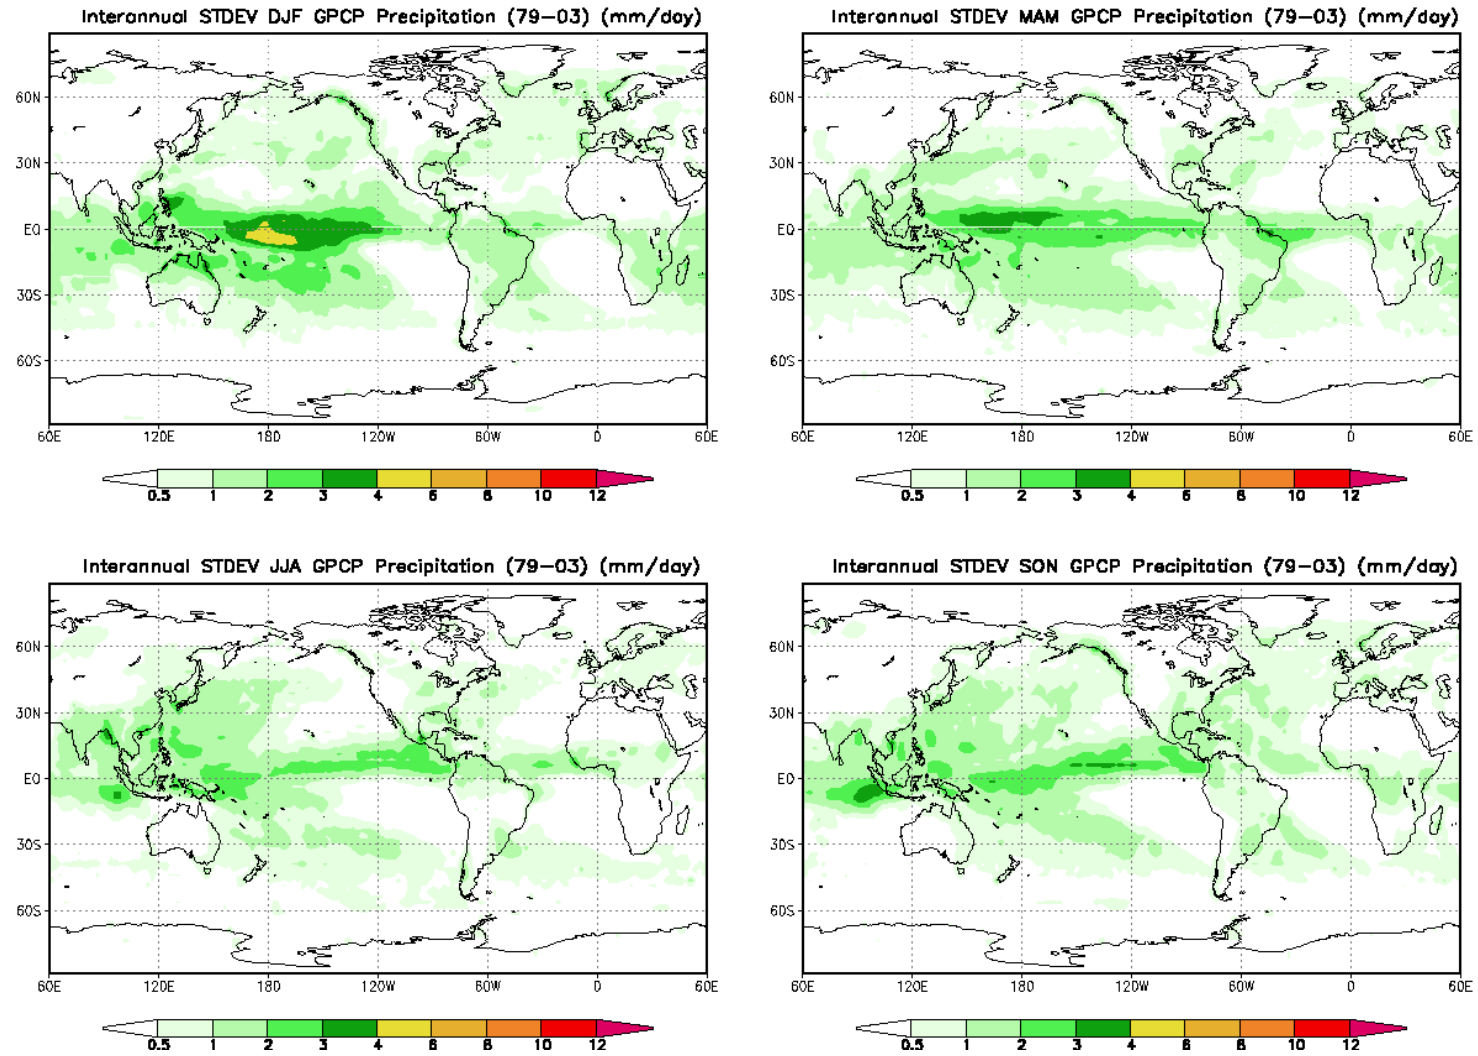 Interannual STDEV DJF GPCP Precipitation (79-03) (mm/day)
60N
30N
EQ
30S
60S
60E 120E 180 120W 60W 0 60E
0.5 1 2 3 4 6 8 10 12
Interannual STDEV MAM GPCP Precipitation (79-03) (mm/day)
60N
30N
EQ
30S
60S
60E 120E 180 120W 60W 0 60E
0.5 1 2 3 4 6 8 10 12
Interannual STDEV JJA GPCP Precipitation (79-03) (mm/day)
60N
30N
EQ
30S
60S
60E 120E 180 120W 60W 0 60E
0.5 1 2 3 4 6 8 10 12
Interannual STDEV SON GPCP Precipitation (79-03) (mm/day)
60N
30N
EQ
30S
60S
60E 120E 180 120W 60W 0 60E
0.5 1 2 3 4 6 8 10 12